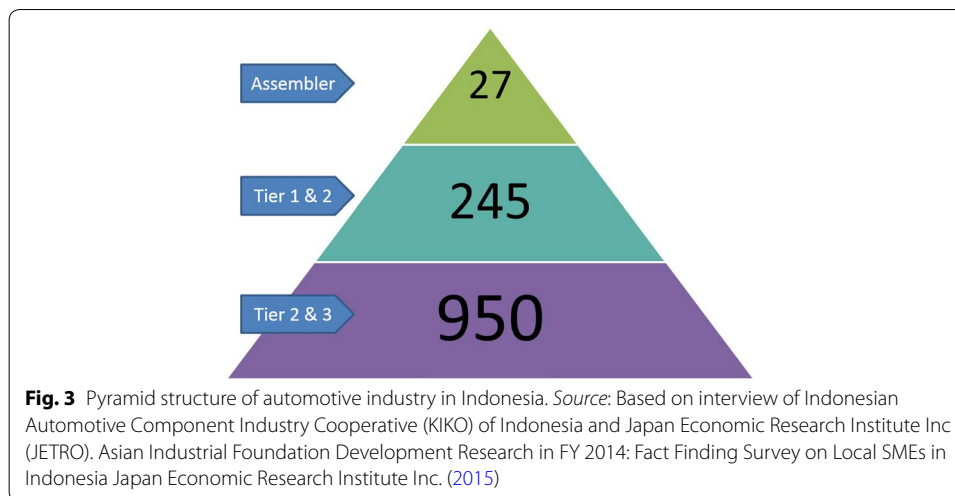 Assembler
27
Tier 1 & 2
245
Tier 2 & 3
950
Fig. 3 Pyramid structure of automotive industry in Indonesia. Source: Based on interview of Indonesian
Automotive Component Industry Cooperative (KIKO) of Indonesia and Japan Economic Research Institute Inc
(JETRO). Asian Industrial Foundation Development Research in FY 2014: Fact Finding Survey on Local SMEs in
Indonesia Japan Economic Research Institute Inc. (2015)